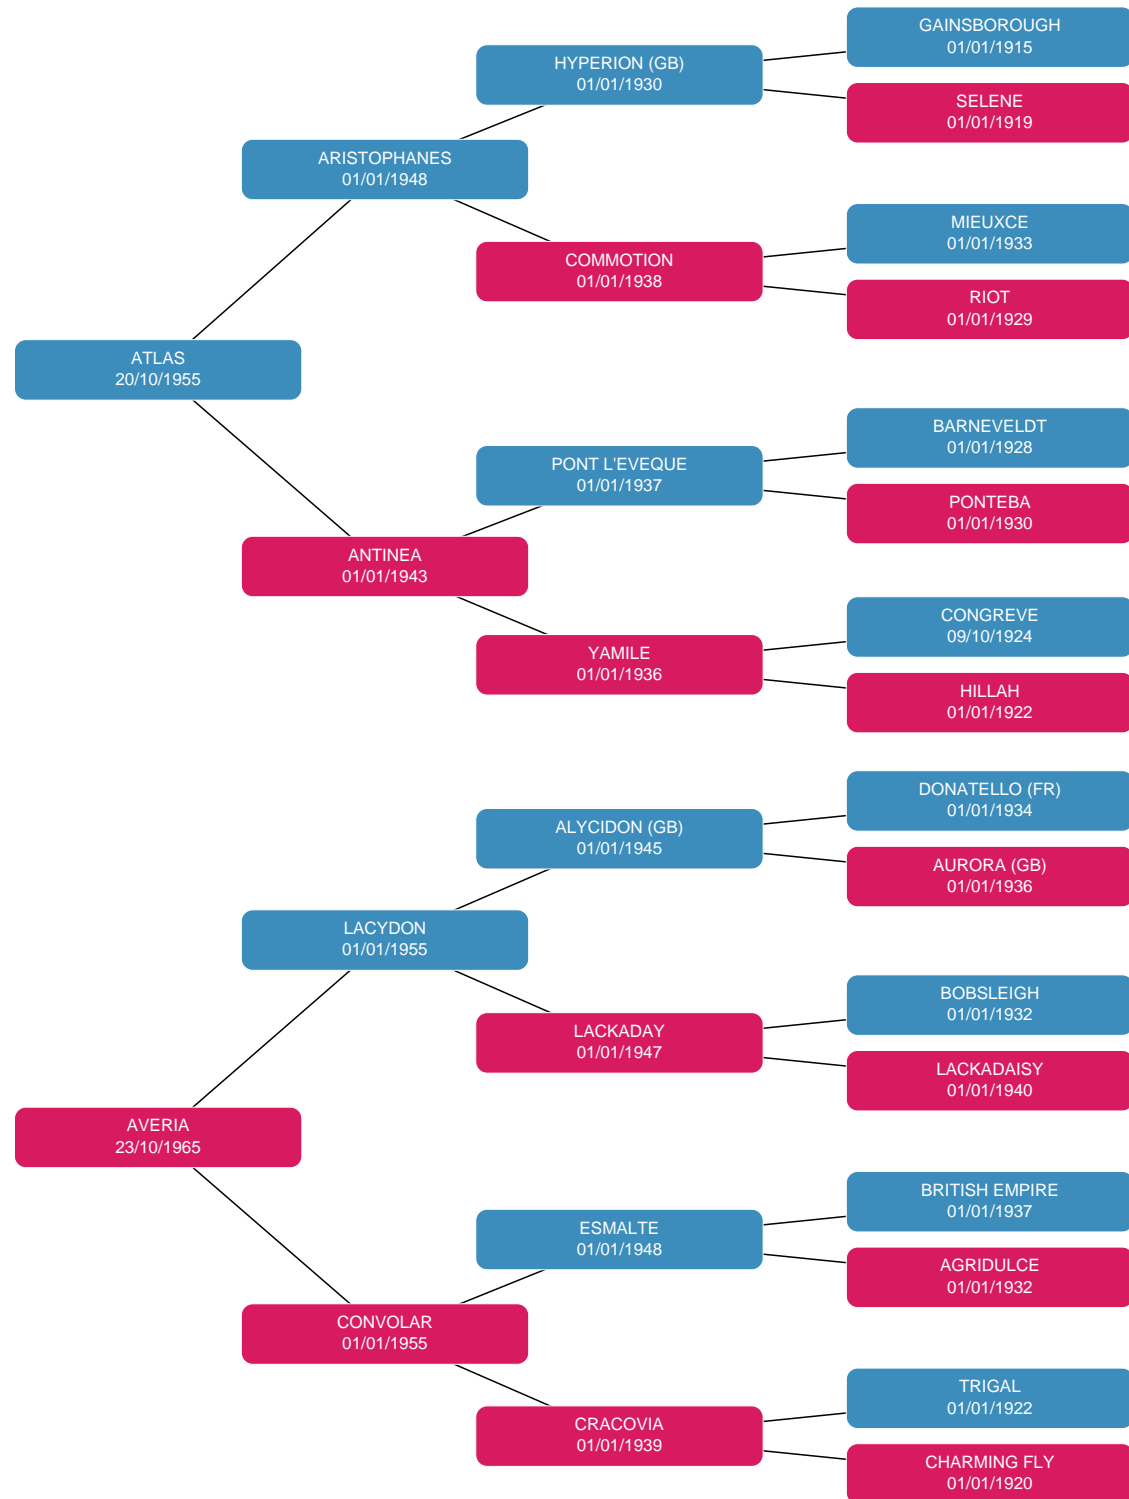 GAINSBOROUGH
01/01/1915
HYPERION (GB)
01/01/1930
SELENE
01/01/1919
ARISTOPHANES
01/01/1948
MIEUXCE
01/01/1933
COMMOTION
01/01/1938
RIOT
01/01/1929
ATLAS
20/10/1955
BARNEVELDT
01/01/1928
PONT L'EVEQUE
01/01/1937
PONTEBA
01/01/1930
ANTINEA
01/01/1943
CONGREVE
09/10/1924
YAMILE
01/01/1936
HILLAH
01/01/1922
DONATELLO (FR)
01/01/1934
ALYCIDON (GB)
01/01/1945
AURORA (GB)
01/01/1936
LACYDON
01/01/1955
BOBSLEIGH
01/01/1932
LACKADAY
01/01/1947
LACKADAISY
01/01/1940
AVERIA
23/10/1965
BRITISH EMPIRE
01/01/1937
ESMALTE
01/01/1948
AGRIDULCE
01/01/1932
CONVOLAR
01/01/1955
TRIGAL
01/01/1922
CRACOVIA
01/01/1939
CHARMING FLY
01/01/1920